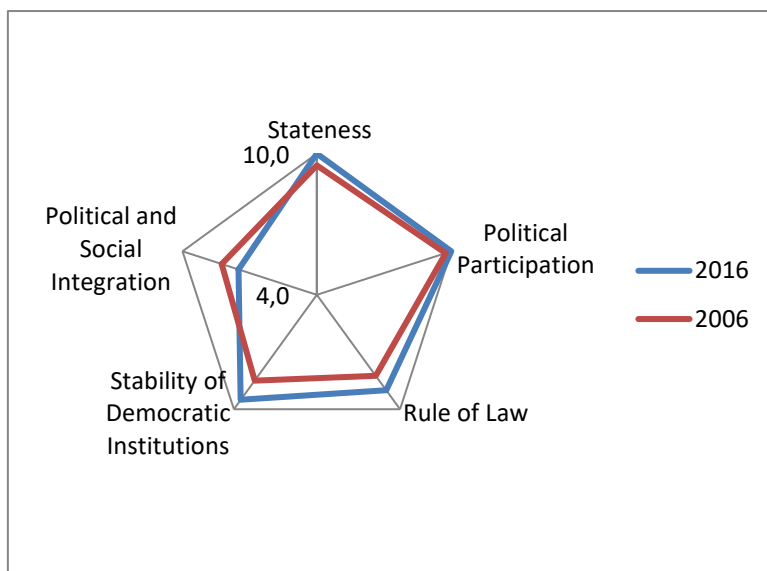 Stateness
10,0
Political
Participation
2016
2006
Rule of Law
Stability of
Democratic
Institutions
4,0
Political and
Social
Integration